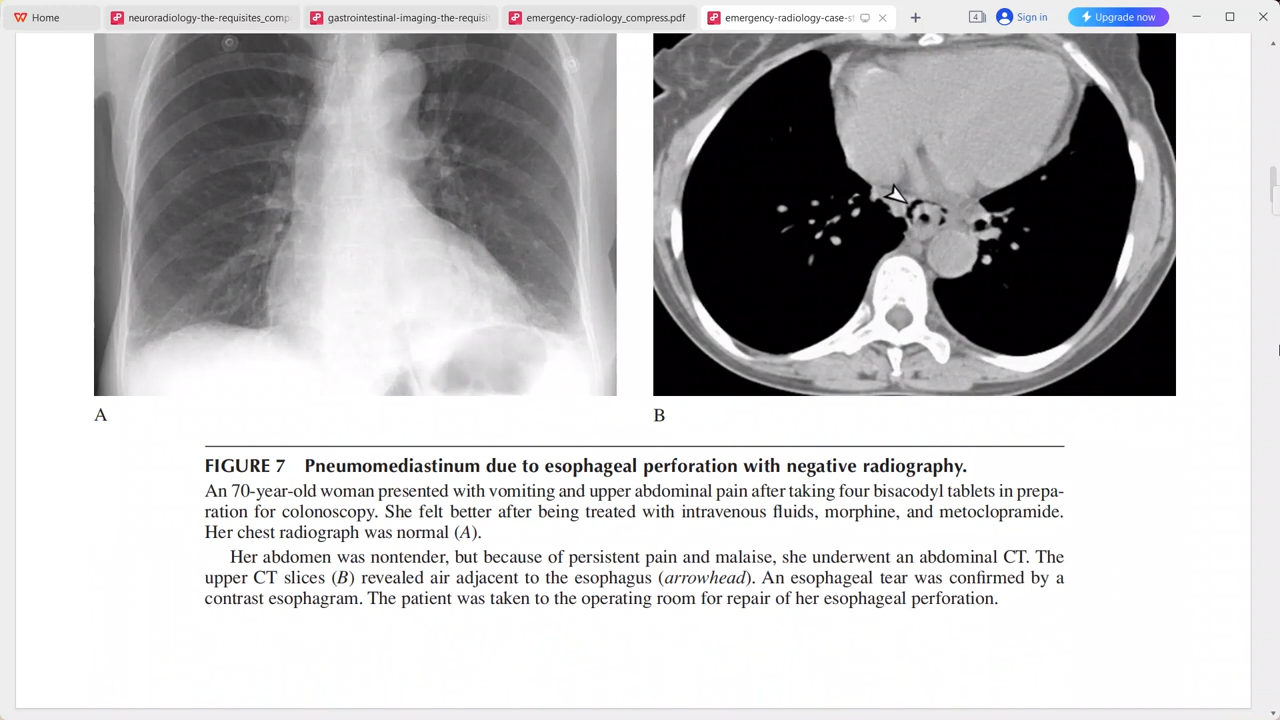 Home
neuroradiology-the-requisites_comp
gastrointestinal-imaging-the-requisit
emergency-radiology_compress.pdf
emergency-radiology-case-st
4
Sign in
Upgrade now
A
B
FIGURE 7 Pneumomediastinum due to esophageal perforation with negative radiography.
An 70-year-old woman presented with vomiting and upper abdominal pain after taking four bisacodyl tablets in prepa-
ration for colonoscopy. She felt better after being treated with intravenous fluids, morphine, and metoclopramide.
Her chest radiograph was normal (A).
Her abdomen was nontender, but because of persistent pain and malaise, she underwent an abdominal CT. The
upper CT slices (B) revealed air adjacent to the esophagus (arrowhead). An esophageal tear was confirmed by a
contrast esophagram. The patient was taken to the operating room for repair of her esophageal perforation.